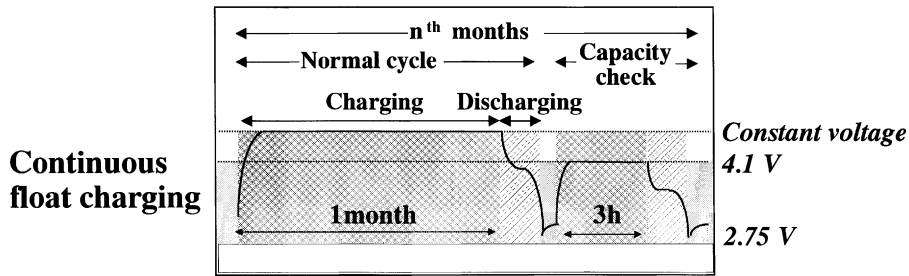 nth months
Normal cycle
Capacity
check
Charging
Discharging
Constant voltage
4.1 V
Continuous
float charging
1month
3h
2.75 V